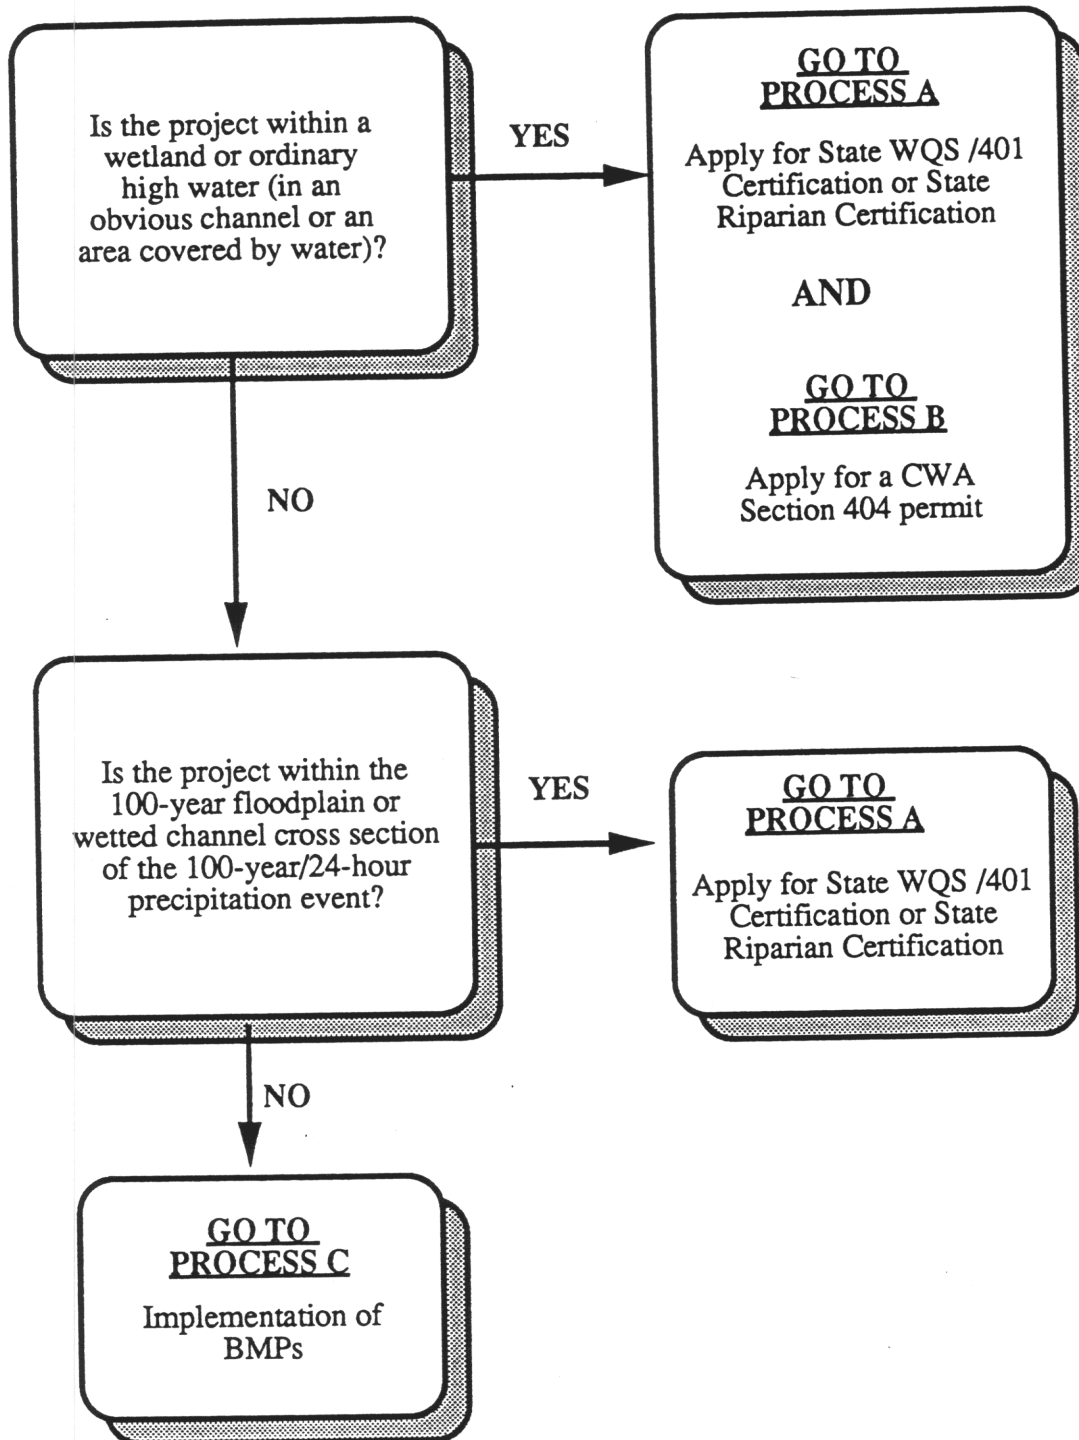 Is the project within a
wetland or ordinary
high water (in an
obvious channel or an
area covered by water)?
YES
GO TO
PROCESS A
Apply for State WQS /401
Certification or State
Riparian Certification
AND
GO TO
PROCESS B
Apply for a CWA
Section 404 permit
NO
Is the project within the
100-year floodplain or
wetted channel cross section
of the 100-year/24-hour
precipitation event?
YES
GO TO
PROCESS A
Apply for State WQS /401
Certification or State
Riparian Certification
NO
GO TO
PROCESS C
Implementation of
BMPs